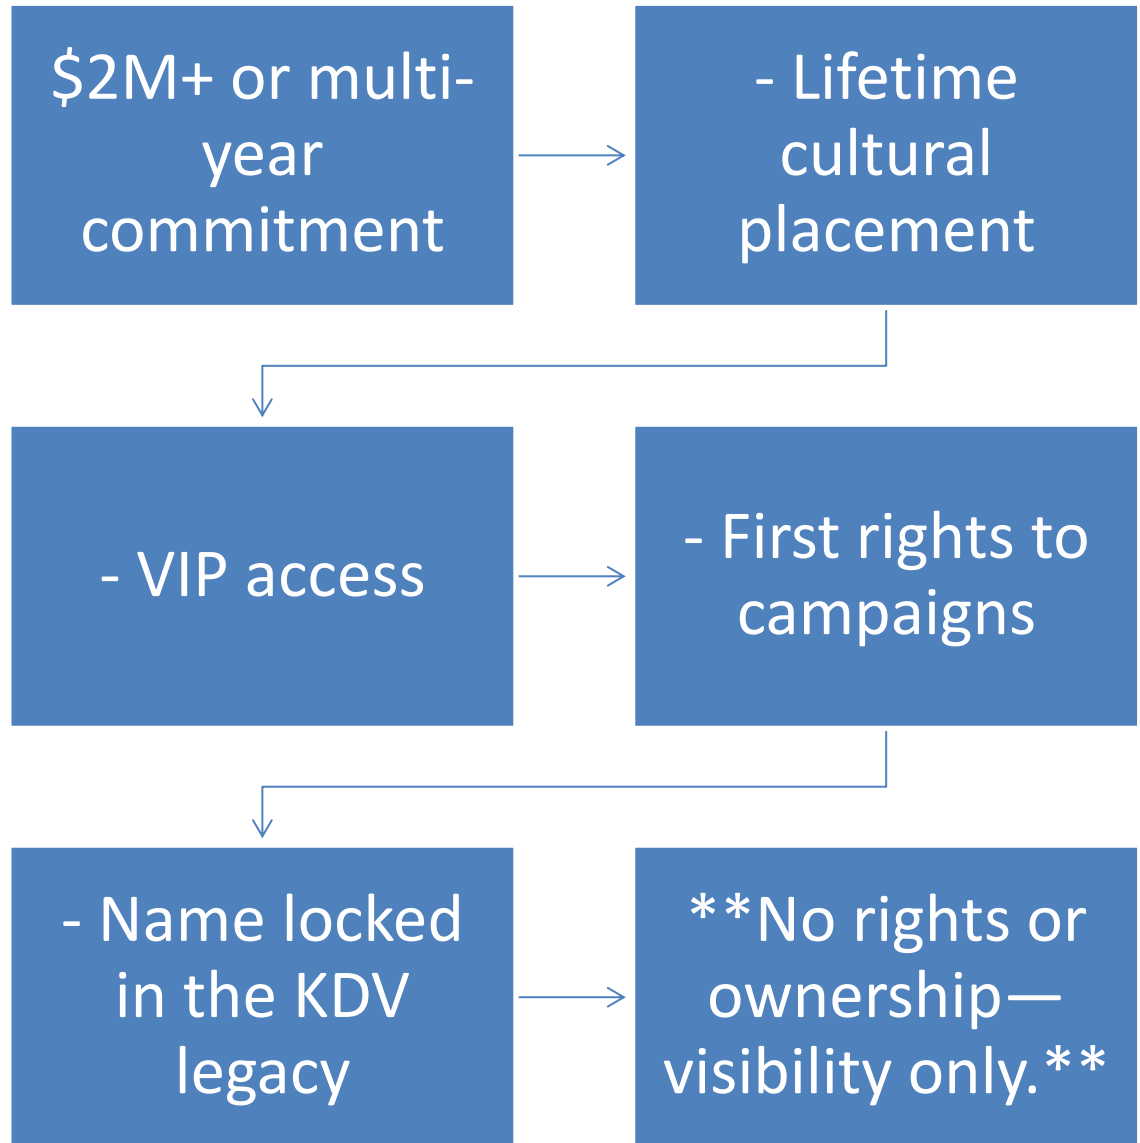 $2M+ or multi-
year
commitment
- Lifetime
cultural
placement
- VIP access
- First rights to
campaigns
- Name locked
in the KDV
legacy
**No rights or
ownership—
visibility only.**